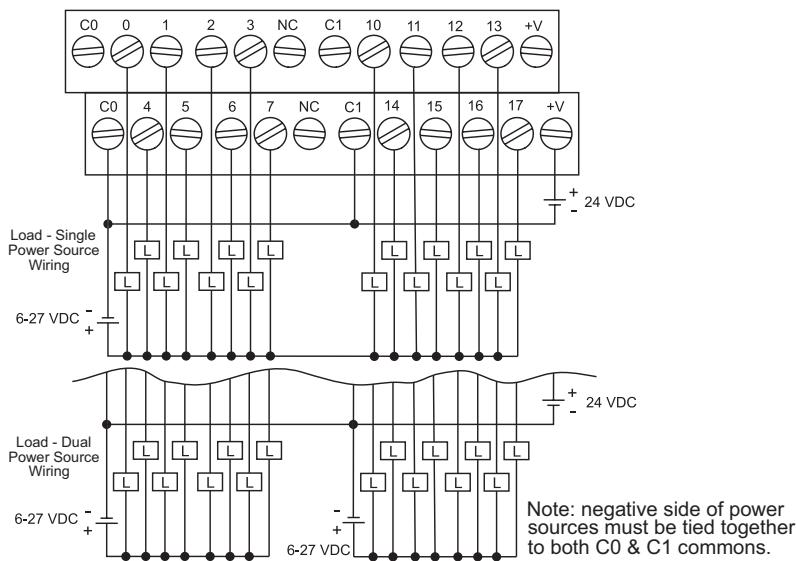 C0 0 1 2 3 NC C1 10 11 12 13 +V
C0 4 5 6 7 NC C1 14 15 16 17 +V
+
-
24 VDC
Load - Single
Power Source
Wiring
L L L L L L L L
L L L L L L L L
-
6-27 VDC
+
+
-
24 VDC
Load - Dual
Power Source
Wiring
L L L L L L L L
L L L L L L L L
-
6-27 VDC
+
-
+
6-27 VDC
Note: negative side of power
sources must be tied together
to both C0 & C1 commons.